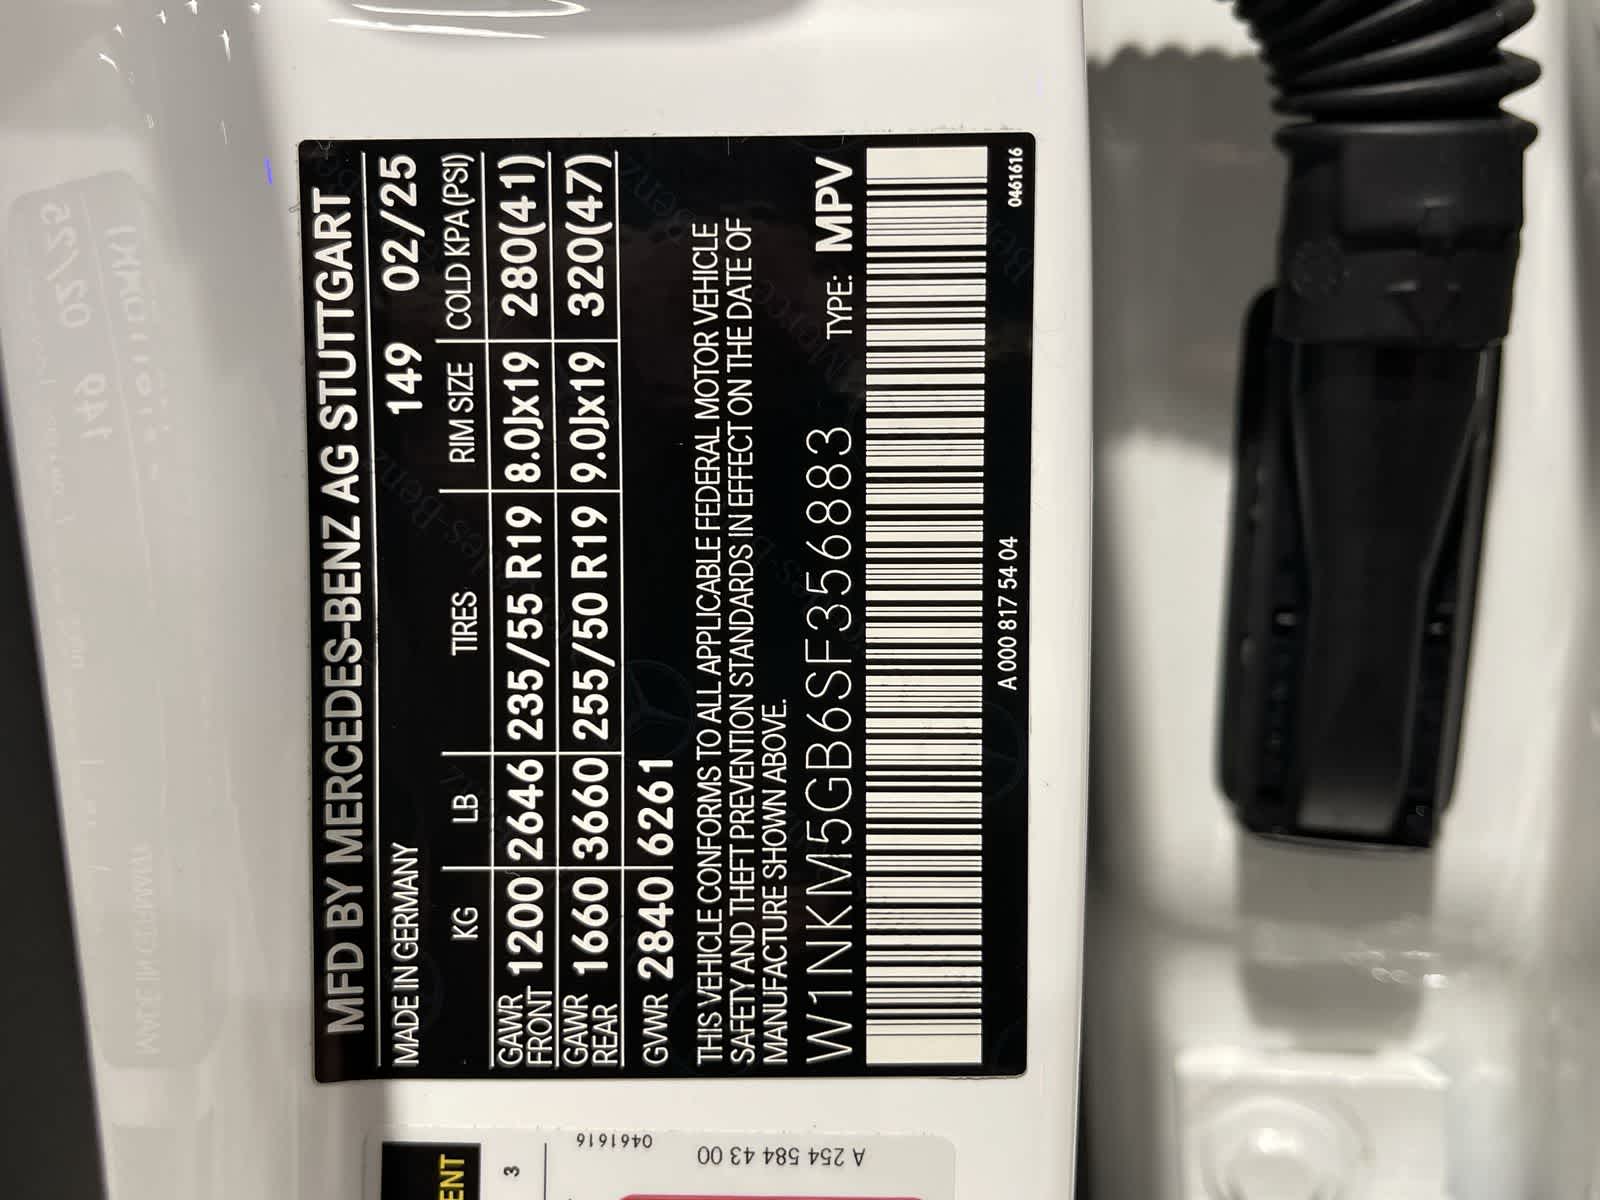 MFD BY MERCEDES-BENZ AG STUTTGART
MADE IN GERMANY 149 02/25
KG LB TIRES RIM SIZE COLD KPA(PSI)
GAWR FRONT 1200 2646 235/55 R19 8.0Jx19 280(41)
GAWR REAR 1660 3660 255/50 R19 9.0Jx19 320(47)
GVWR 2840 6261
THIS VEHICLE CONFORMS TO ALL APPLICABLE FEDERAL MOTOR VEHICLE
SAFETY AND THEFT PREVENTION STANDARDS IN EFFECT ON THE DATE OF
MANUFACTURE SHOWN ABOVE.
W1NKM5GB6SF356883 TYPE: MPV
A 000 817 54 04 0461616
3
0461616
A 254 584 43 00